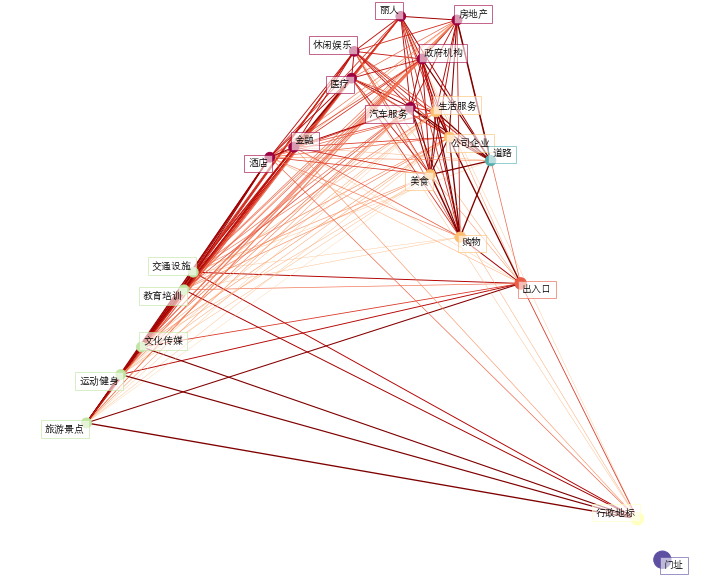 丽人
房地产
休闲娱乐
政府机构
医疗
生活服务
汽车服务
公司企业
金融
道路
酒店
美食
购物
交通设施
出入口
教育培训
文化传媒
运动健身
旅游景点
行政地标
门址